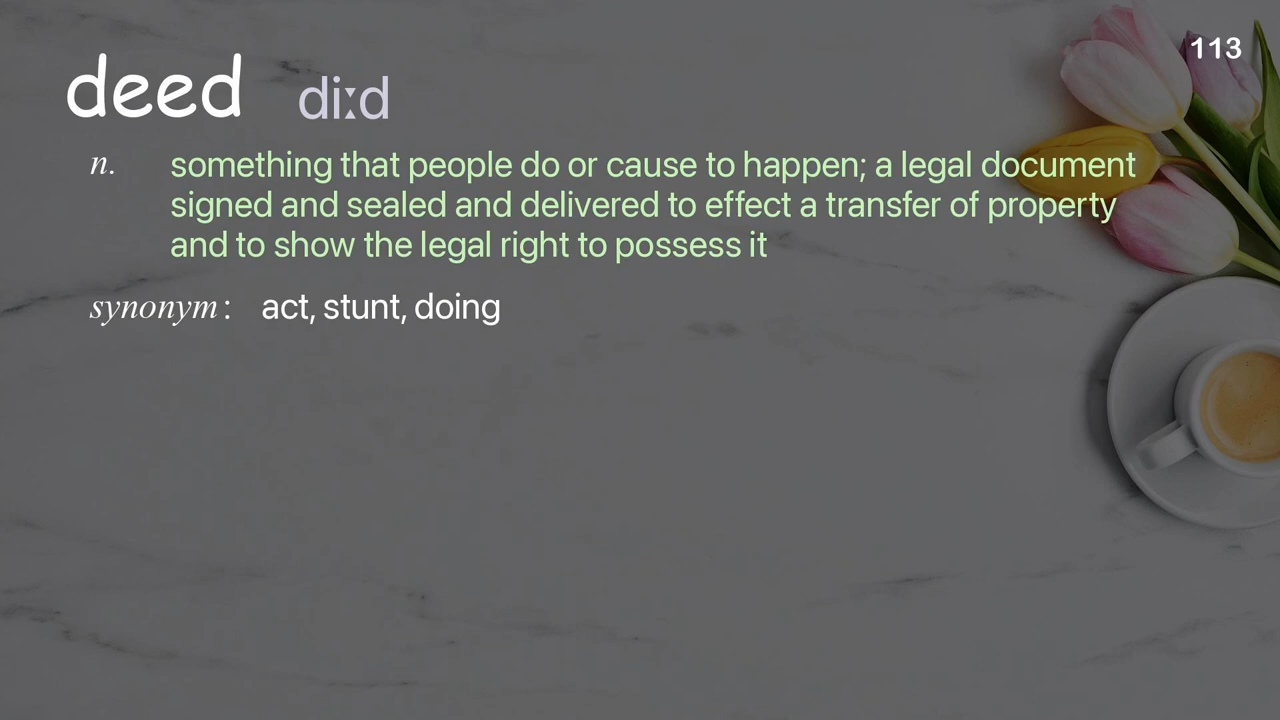 113
deed diːd
n. something that people do or cause to happen; a legal document
signed and sealed and delivered to effect a transfer of property
and to show the legal right to possess it
synonym: act, stunt, doing